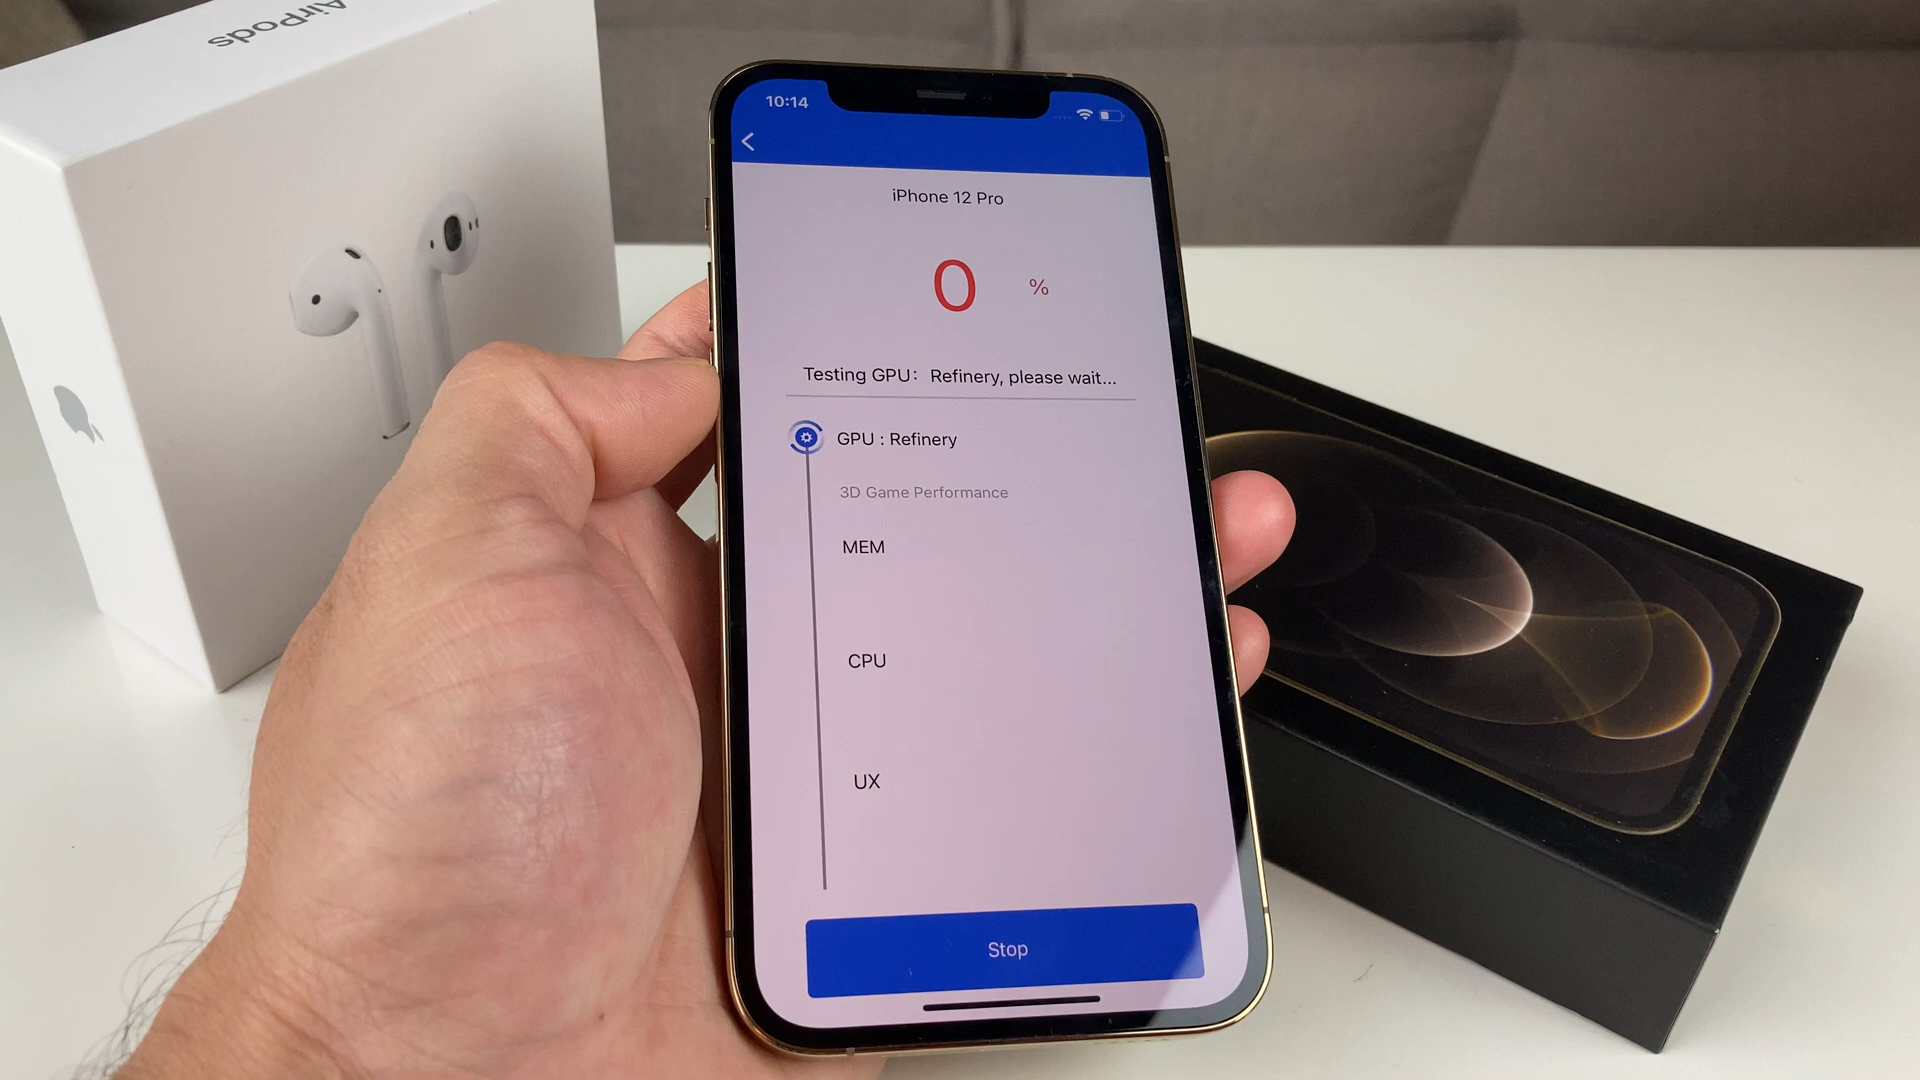 AirPods
10:14
iPhone 12 Pro
0 %
Testing GPU: Refinery, please wait...
GPU : Refinery
3D Game Performance
MEM
CPU
UX
Stop